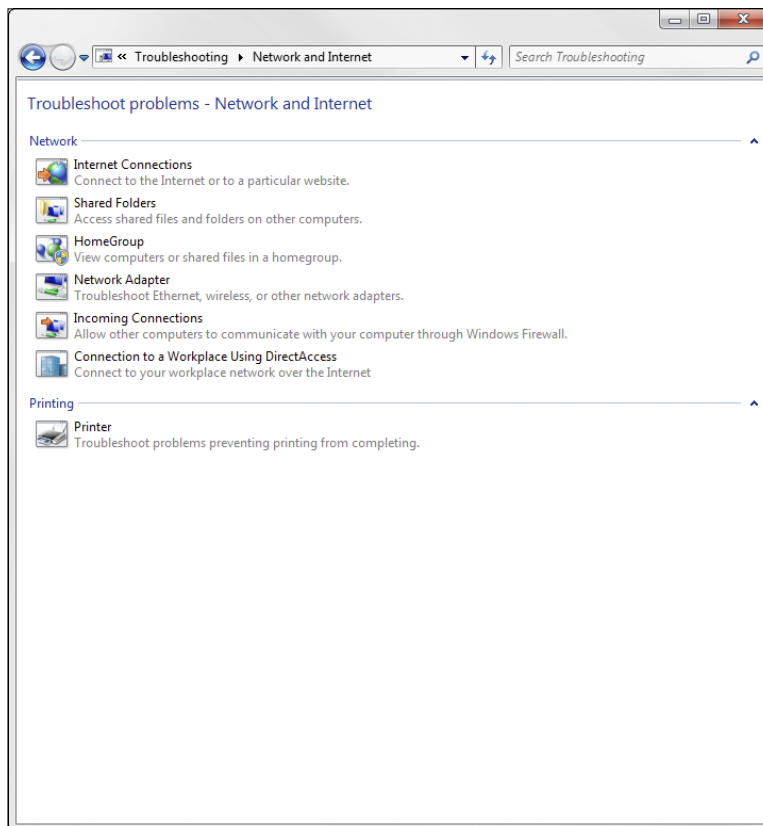 « Troubleshooting Network and Internet Search Troubleshooting
Troubleshoot problems - Network and Internet
Network
Internet Connections
Connect to the Internet or to a particular website.
Shared Folders
Access shared files and folders on other computers.
HomeGroup
View computers or shared files in a homegroup.
Network Adapter
Troubleshoot Ethernet, wireless, or other network adapters.
Incoming Connections
Allow other computers to communicate with your computer through Windows Firewall.
Connection to a Workplace Using DirectAccess
Connect to your workplace network over the Internet
Printing
Printer
Troubleshoot problems preventing printing from completing.